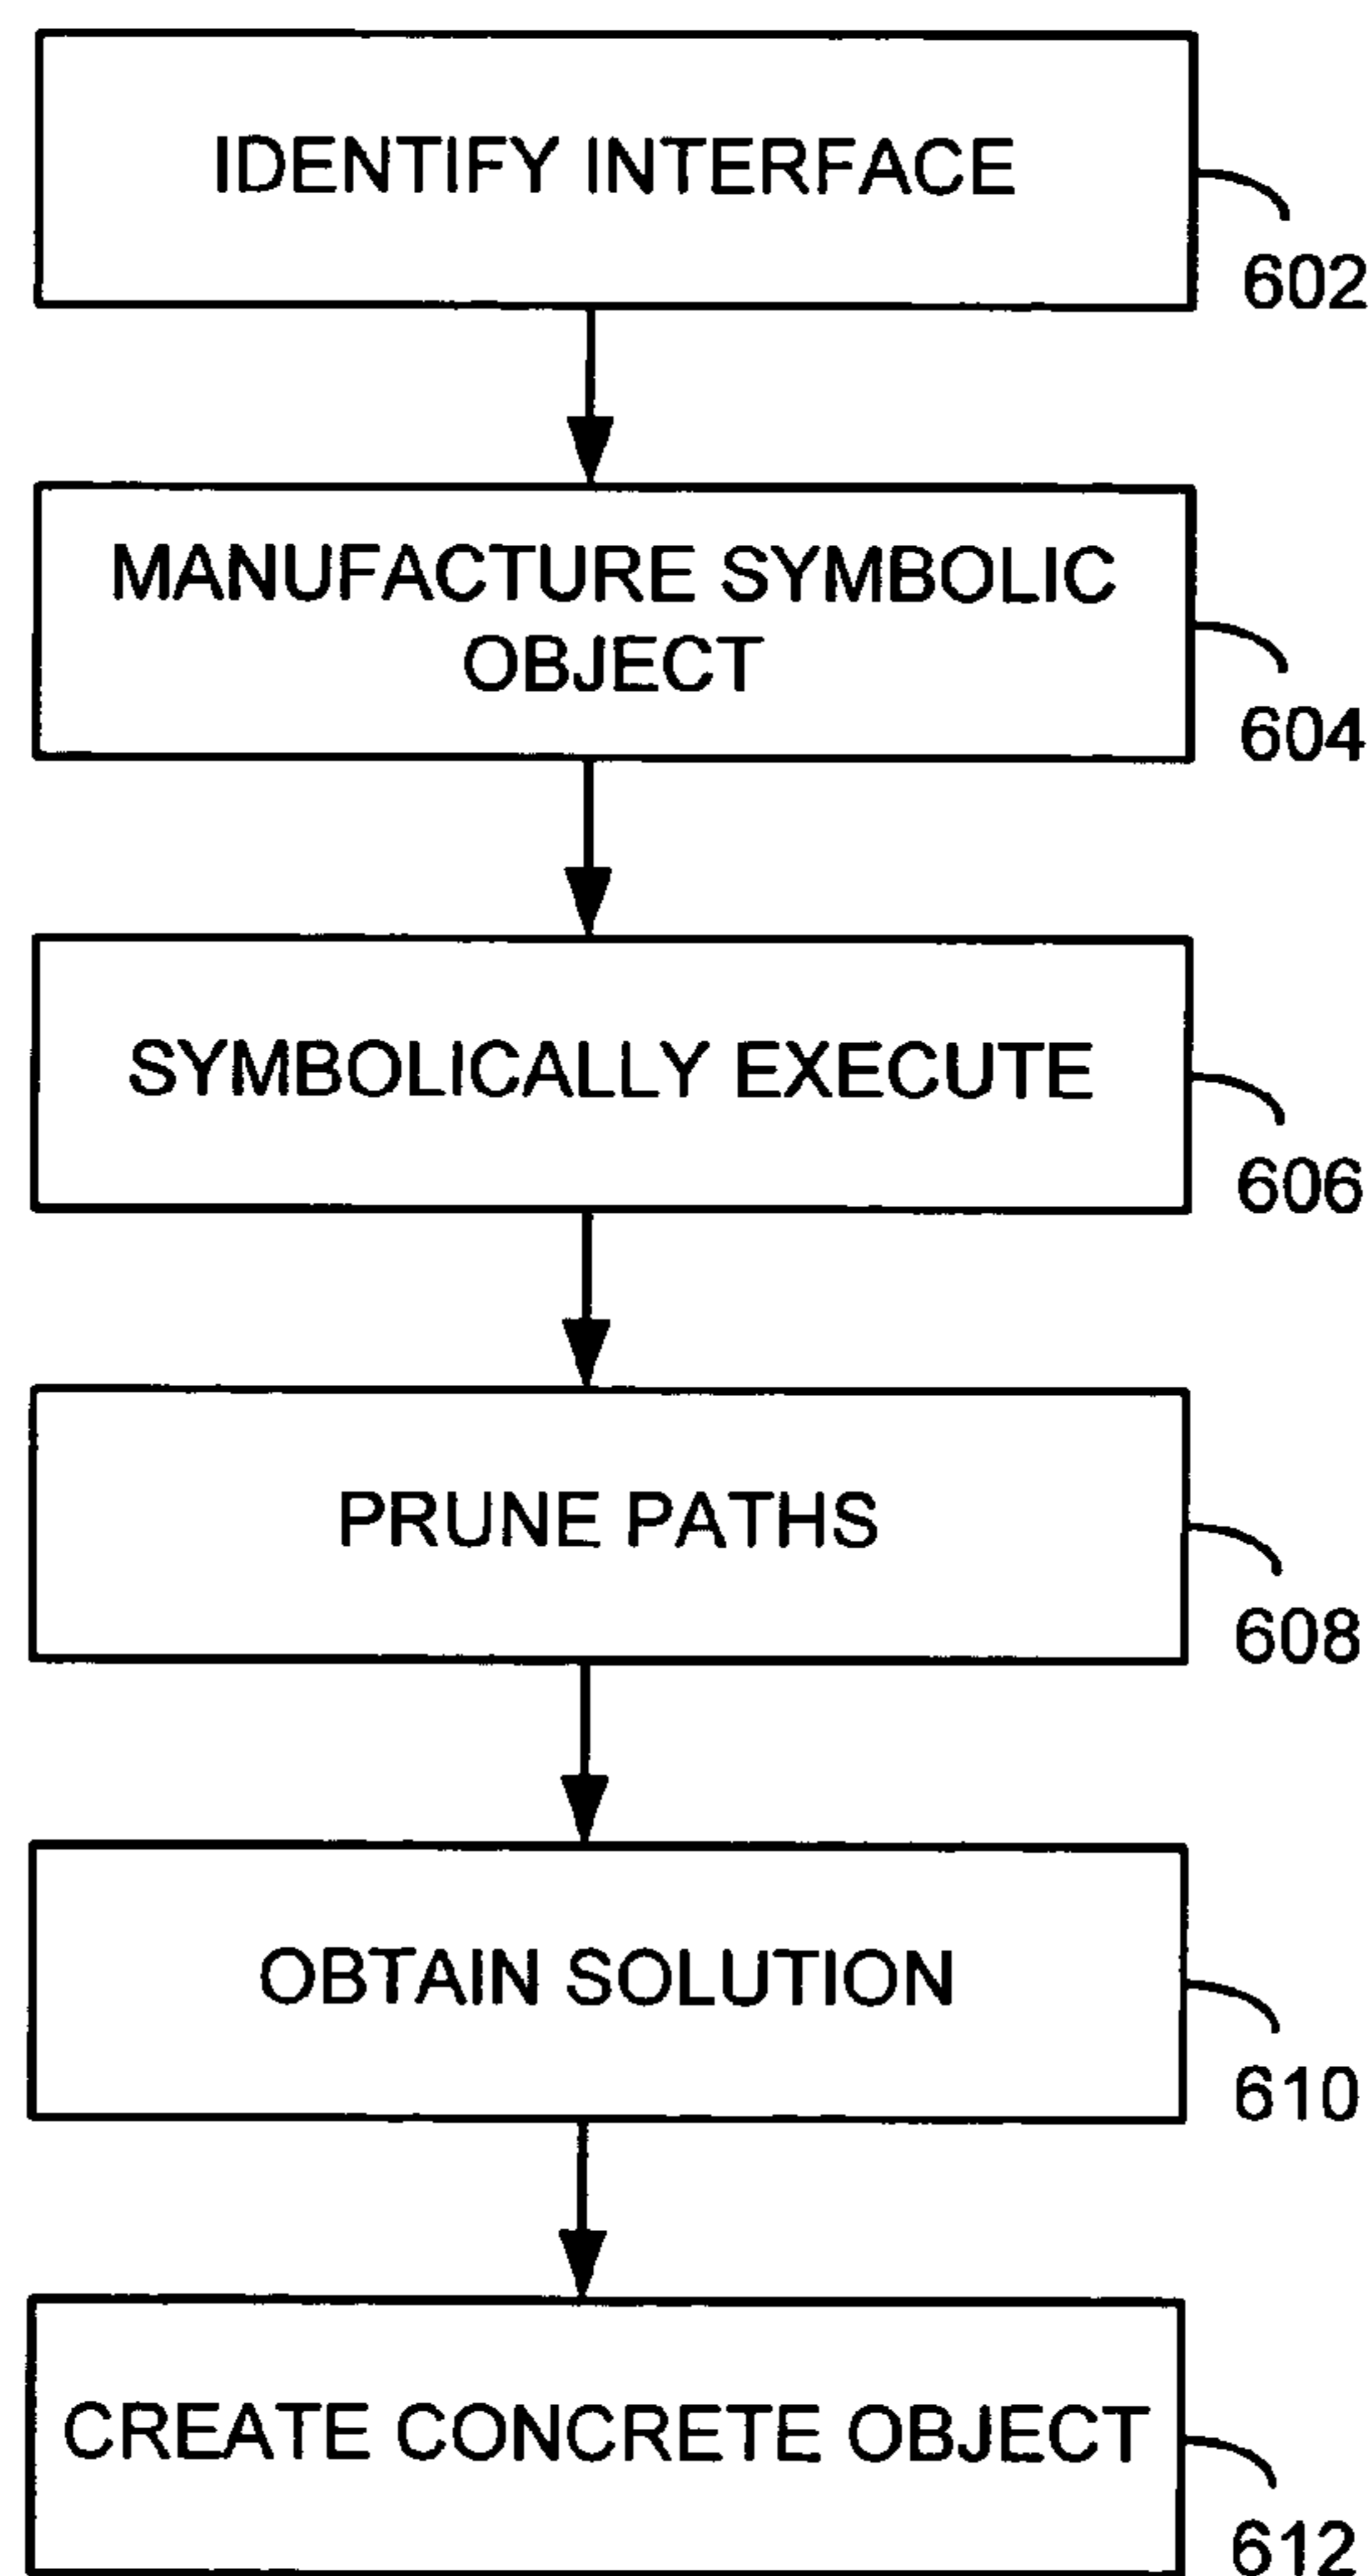 IDENTIFY INTERFACE
602
MANUFACTURE SYMBOLIC
OBJECT
604
SYMBOLICALLY EXECUTE
606
PRUNE PATHS
608
OBTAIN SOLUTION
610
CREATE CONCRETE OBJECT
612